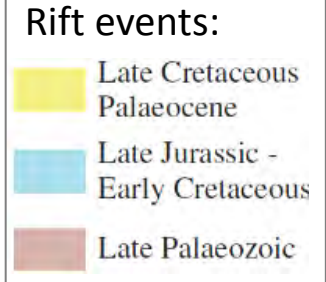 Rift events:
Late Cretaceous
Palaeocene
Late Jurassic -
Early Cretaceous
Late Palaeozoic